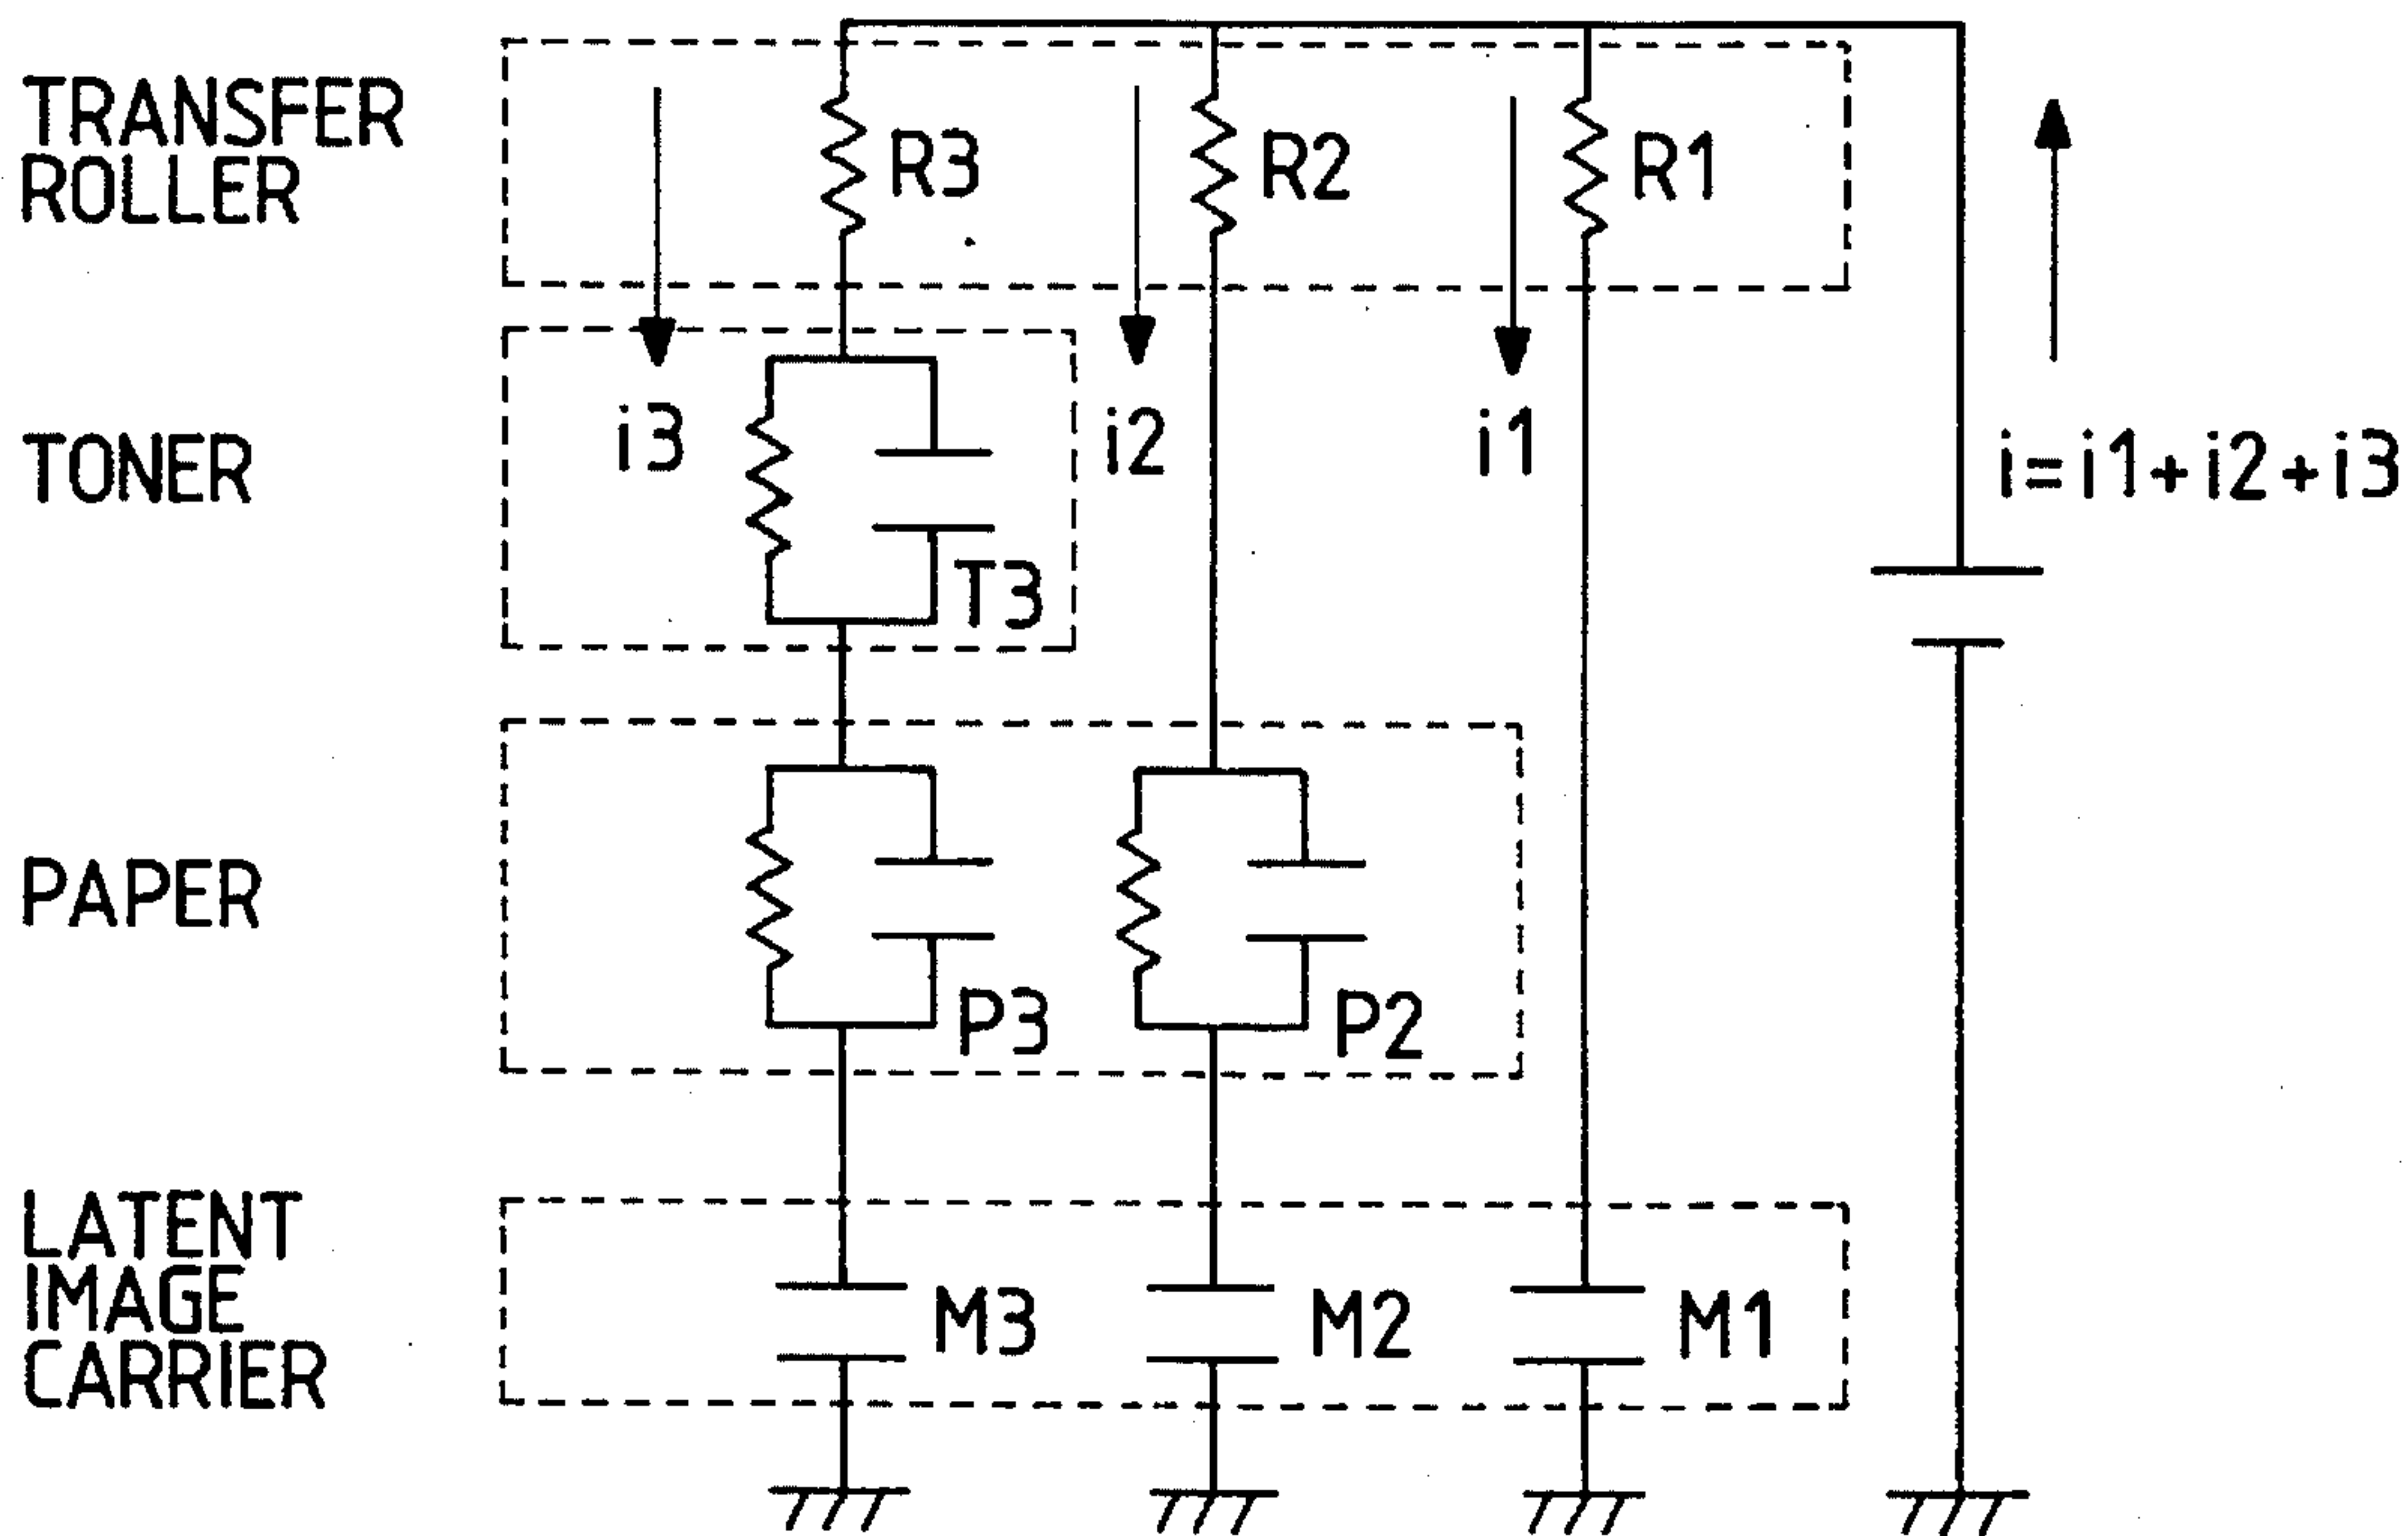 TRANSFER
ROLLER
R3
R2
R1
TONER
i3
i2
i1
i=i1+i2+i3
T3
PAPER
P3
P2
LATENT
IMAGE
CARRIER
M3
M2
M1